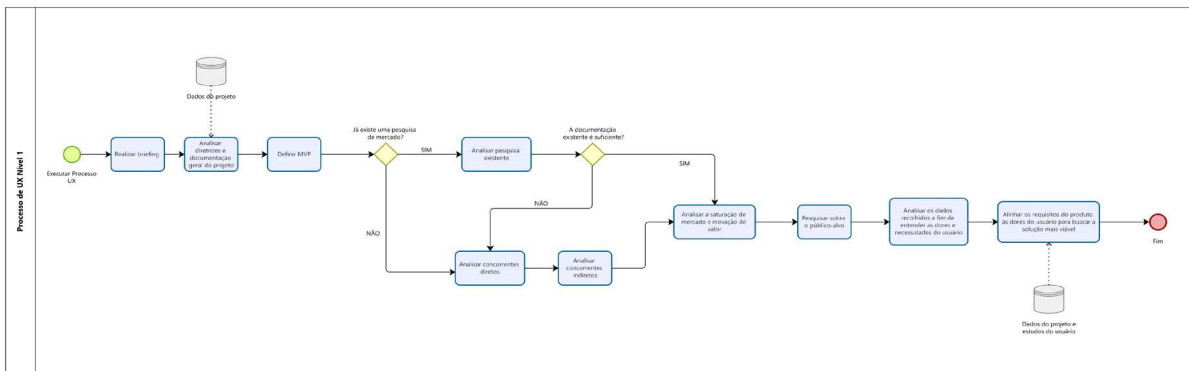 Processo de UX Nível 1
Executar Processo
UX
Realizar briefing
Dados do projeto
Analisar
diretrizes e
documentação
geral do projeto
Definir MVP
Já existe uma pesquisa
de mercado?
SIM
NÃO
Analisar pesquisa
existente
A documentação
existente é suficiente?
SIM
NÃO
Analisar concorrentes
diretos
Analisar
concorrentes
indiretos
Analisar a saturação de
mercado e inovação de
valor
Pesquisar sobre
o público-alvo
Analisar os dados
recolhidos a fim de
entender as dores e
necessidades do usuário
Alinhar os requisitos do produto
às dores do usuário para buscar a
solução mais viável
Dados do projeto e
estudos do usuário
Fim